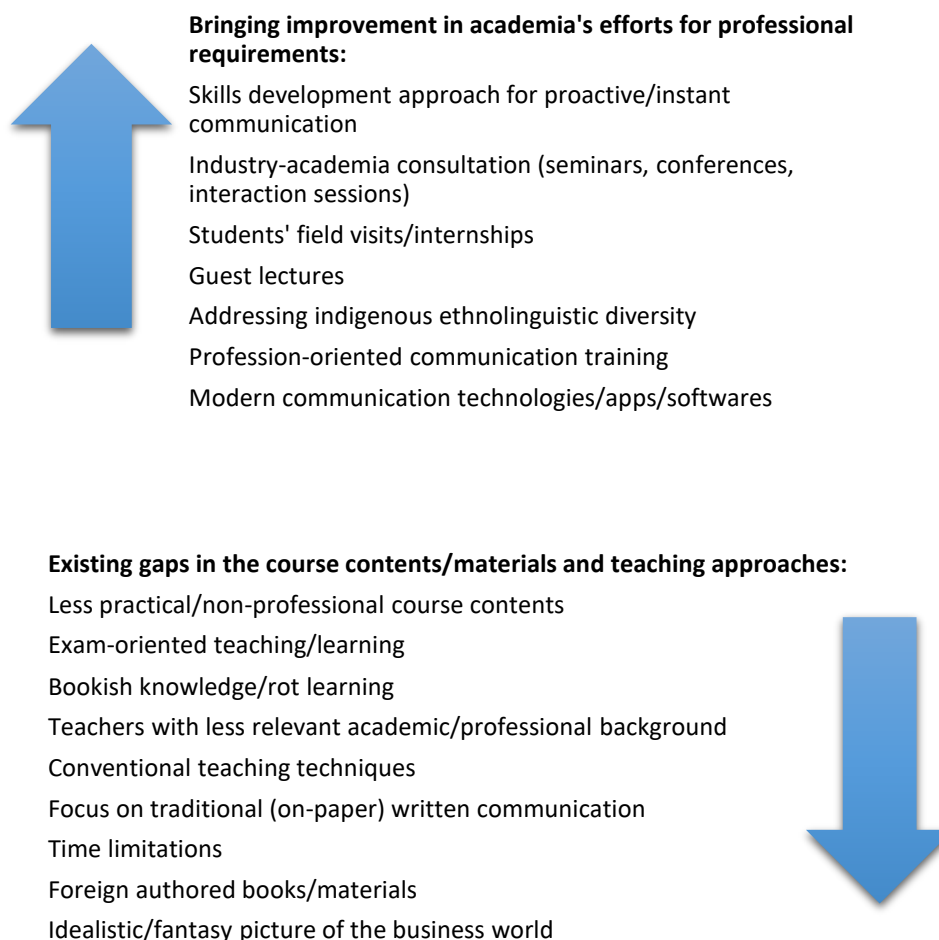 Bringing improvement in academia's efforts for professional
requirements:
Skills development approach for proactive/instant
communication
Industry-academia consultation (seminars, conferences,
interaction sessions)
Students' field visits/internships
Guest lectures
Addressing indigenous ethnolinguistic diversity
Profession-oriented communication training
Modern communication technologies/apps/softwares
Existing gaps in the course contents/materials and teaching approaches:
Less practical/non-professional course contents
Exam-oriented teaching/learning
Bookish knowledge/rot learning
Teachers with less relevant academic/professional background
Conventional teaching techniques
Focus on traditional (on-paper) written communication
Time limitations
Foreign authored books/materials
Idealistic/fantasy picture of the business world